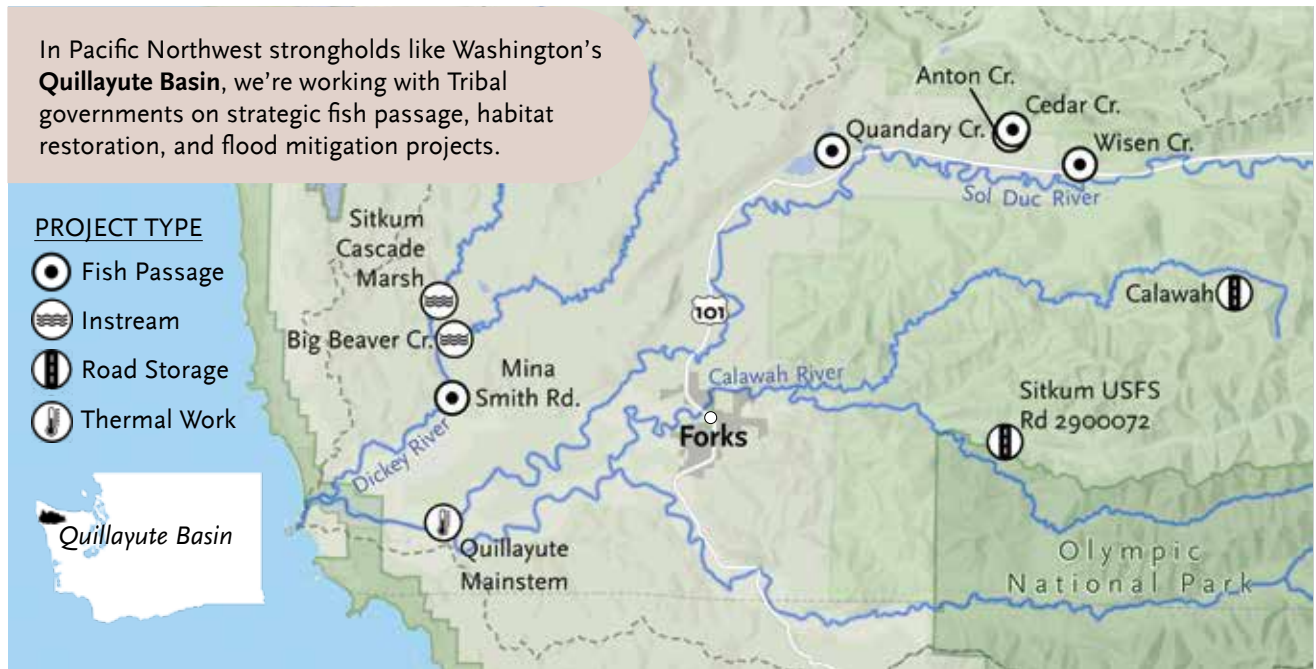 In Pacific Northwest strongholds like Washington's
Quillayute Basin, we're working with Tribal
governments on strategic fish passage, habitat
restoration, and flood mitigation projects.
PROJECT TYPE
Fish Passage
Instream
Road Storage
Thermal Work
Quillayute Basin
Anton Cr.
Cedar Cr.
Quandary Cr.
Wisen Cr.
Sol Duc River
Sitkum
Cascade
Marsh
Big Beaver Cr.
Mina
Smith Rd.
Dickey River
101
Calawah
Calawah River
Forks
Sitkum USFS
Rd 2900072
Quillayute
Mainstem
Olympic
National Park